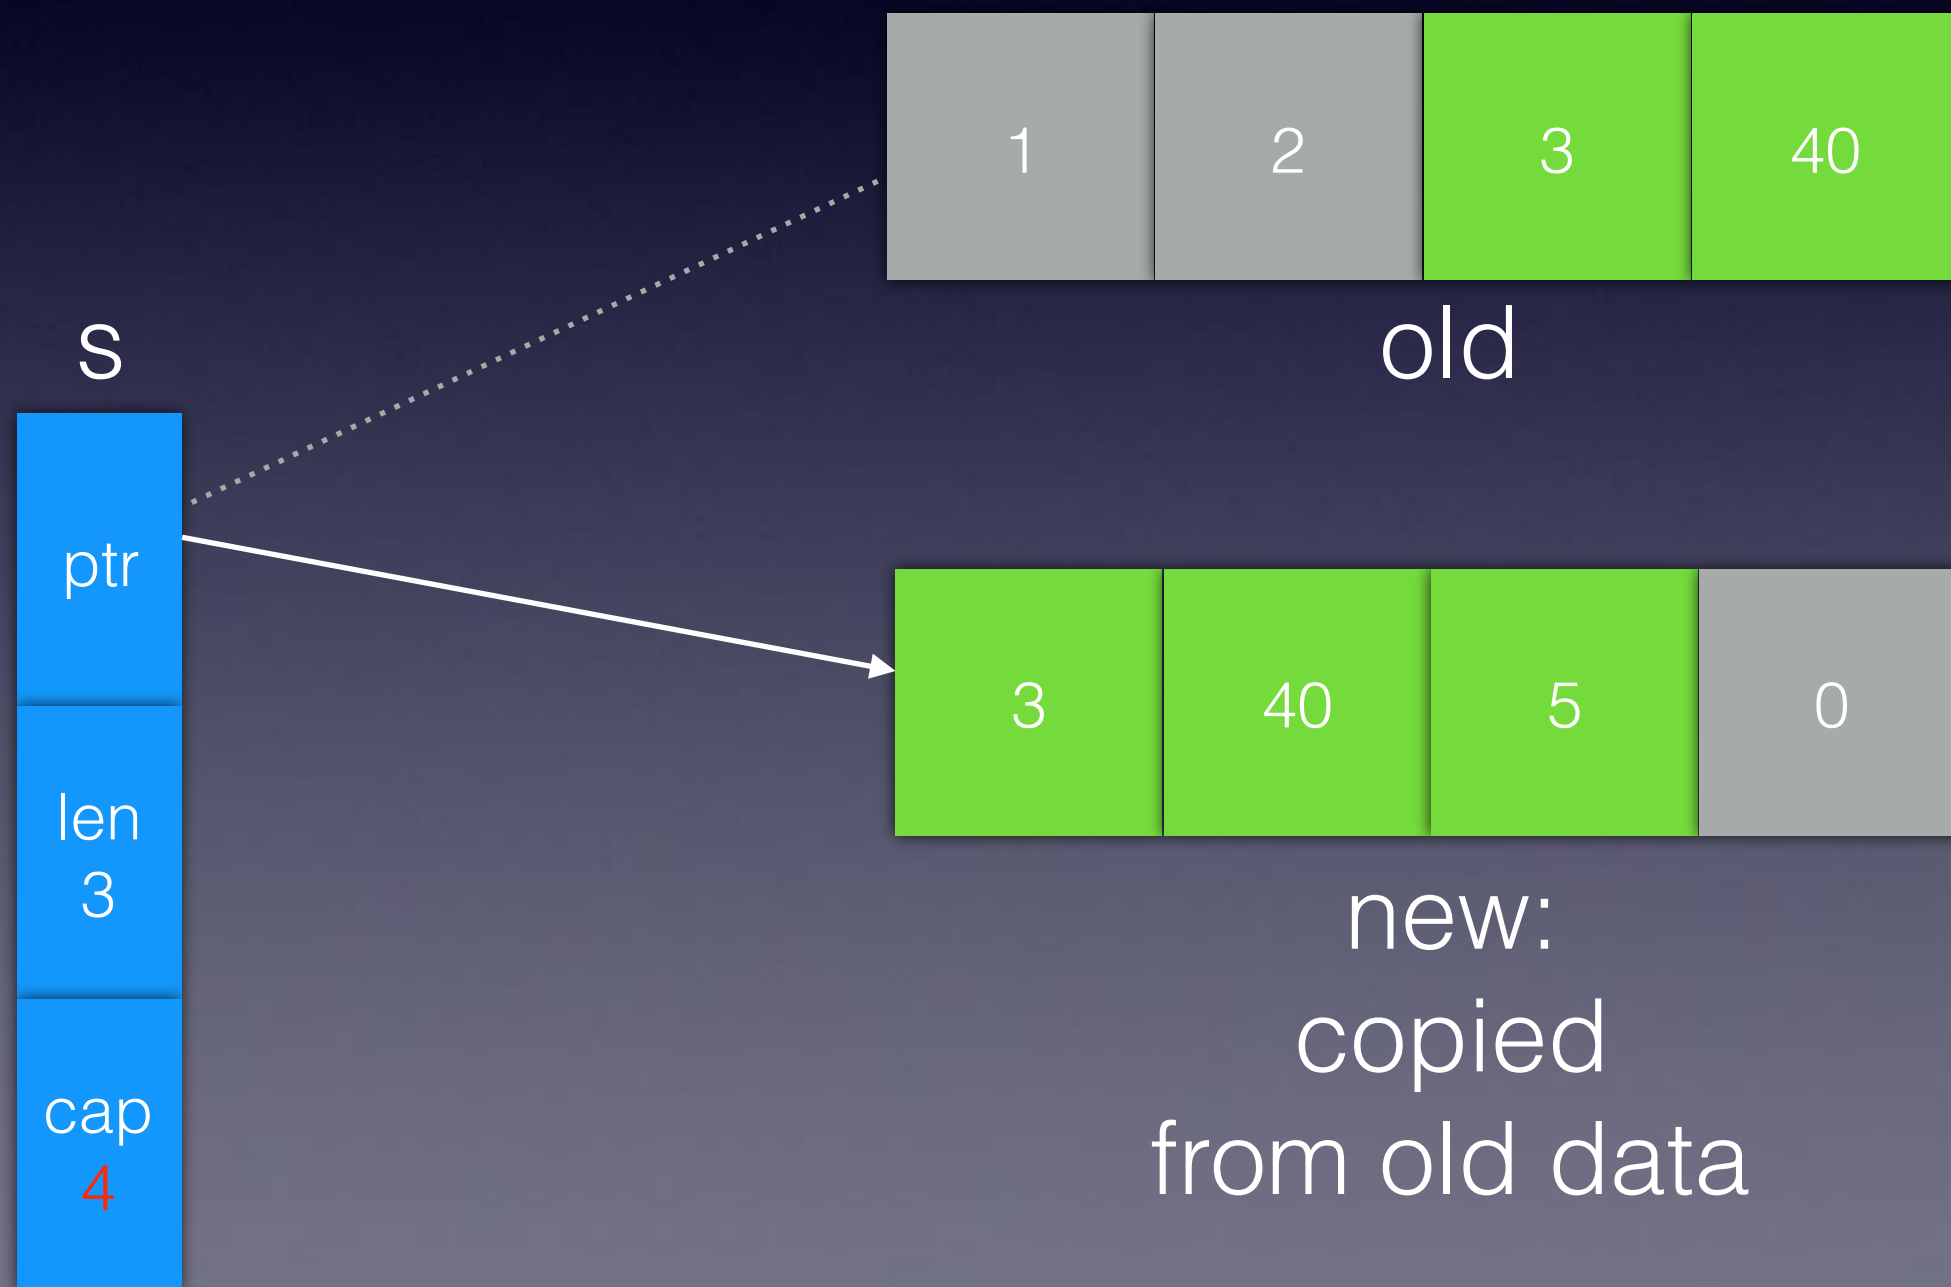 1 2 3 40
old
s
ptr
len
3
cap
4
3 40 5 0
new:
copied
from old data